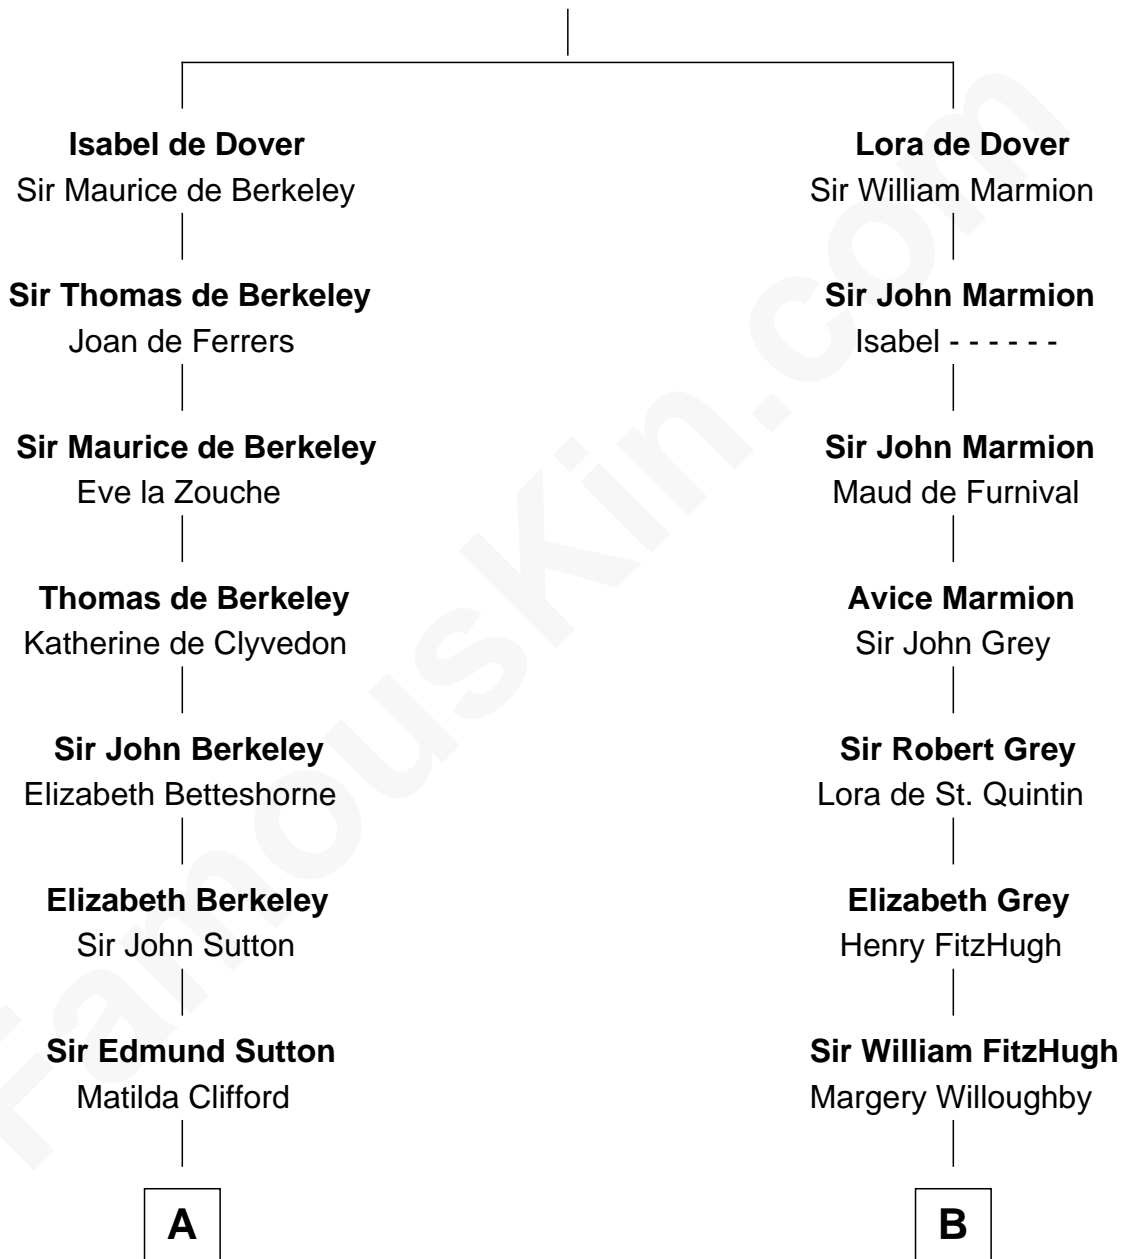 Isabel de Dover
Sir Maurice de Berkeley
Lora de Dover
Sir William Marmion
Sir Thomas de Berkeley
Joan de Ferrers
Sir John Marmion
Isabel - - - - - -
Sir Maurice de Berkeley
Eve la Zouche
Sir John Marmion
Maud de Furnival
Thomas de Berkeley
Katherine de Clyvedon
Avice Marmion
Sir John Grey
Sir John Berkeley
Elizabeth Betteshorne
Sir Robert Grey
Lora de St. Quintin
Elizabeth Berkeley
Sir John Sutton
Elizabeth Grey
Henry FitzHugh
Sir Edmund Sutton
Matilda Clifford
Sir William FitzHugh
Margery Willoughby
A
B
FamousKin.com